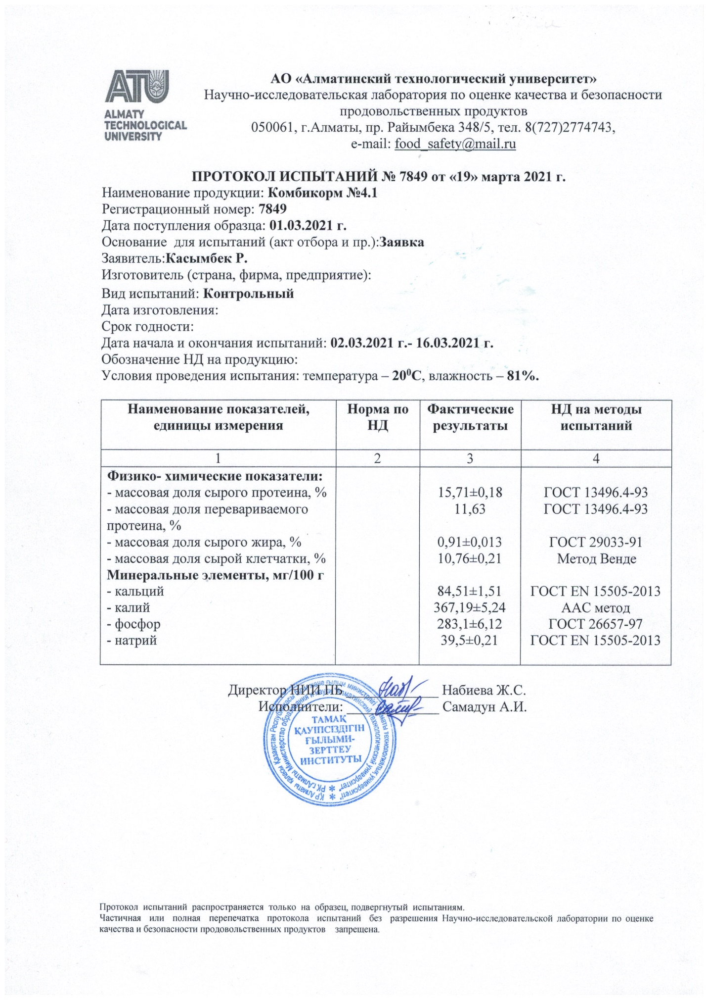 ATU
ALMATY
TECHNOLOGICAL
UNIVERSITY
АО «Алматинский технологический университет»
Научно-исследовательская лаборатория по оценке качества и безопасности
продовольственных продуктов
050061, г.Алматы, пр. Райымбека 348/5, тел. 8(727)2774743,
e-mail: food_safety@mail.ru
ПРОТОКОЛ ИСПЫТАНИЙ № 7849 от «19» марта 2021 г.
Наименование продукции: Комбикорм №4.1
Регистрационный номер: 7849
Дата поступления образца: 01.03.2021 г.
Основание для испытаний (акт отбора и пр.):Заявка
Заявитель:Касымбек Р.
Изготовитель (страна, фирма, предприятие):
Вид испытаний: Контрольный
Дата изготовления:
Срок годности:
Дата начала и окончания испытаний: 02.03.2021 г.- 16.03.2021 г.
Обозначение НД на продукцию:
Условия проведения испытания: температура – 20⁰С, влажность – 81%.
Наименование показателей, Норма по Фактические НД на методы
единицы измерения НД результаты испытаний
1 2 3 4
Физико- химические показатели:
- массовая доля сырого протеина, % 15,71±0,18 ГОСТ 13496.4-93
- массовая доля перевариваемого 11,63 ГОСТ 13496.4-93
протеина, %
- массовая доля сырого жира, % 0,91±0,013 ГОСТ 29033-91
- массовая доля сырой клетчатки, % 10,76±0,21 Метод Венде
Минеральные элементы, мг/100 г
- кальций 84,51±1,51 ГОСТ EN 15505-2013
- калий 367,19±5,24 ААС метод
- фосфор 283,1±6,12 ГОСТ 26657-97
- натрий 39,5±0,21 ГОСТ EN 15505-2013
Директор НИИ ПБ Набиева Ж.С.
Исполнители: Самадун А.И.
ТАМАҚ
ҚАУІПСІЗДІГІН
ҒЫЛЫМИ-
ЗЕРТТЕУ
ИНСТИТУТЫ
Протокол испытаний распространяется только на образец, подвергнутый испытаниям.
Частичная или полная перепечатка протокола испытаний без разрешения Научно-исследовательской лаборатории по оценке
качества и безопасности продовольственных продуктов запрещена.